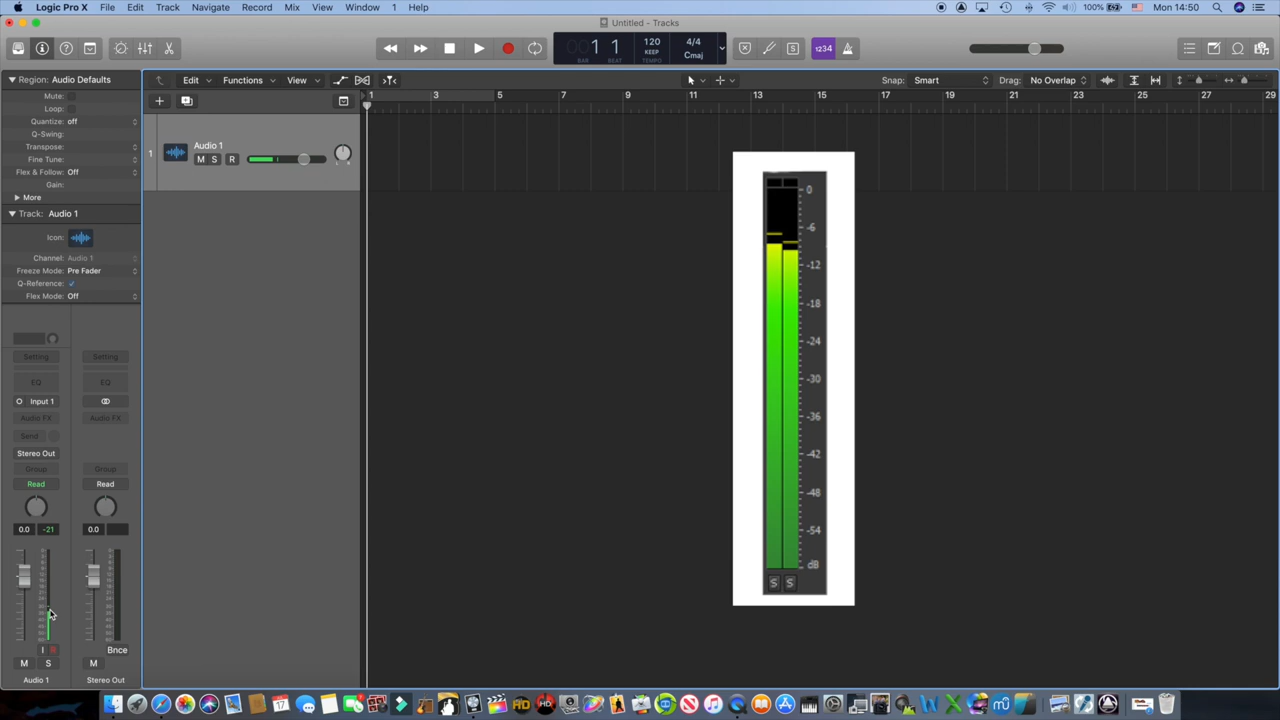 Logic Pro X File Edit Track Navigate Record Mix View Window 1 Help 100% Mon 14:50
Untitled - Tracks
1 1 120 4/4 1234
BAR BEAT KEEP TEMPO Cmaj
Region: Audio Defaults
Mute:
Loop:
Quantize: off
Q-Swing:
Transpose:
Fine Tune:
Flex & Follow: Off
Gain:
More
Track: Audio 1
Icon:
Channel: Audio 1
Freeze Mode: Pre Fader
Q-Reference:
Flex Mode: Off
Setting Setting
EQ EQ
Input 1
Audio FX Audio FX
Send
Stereo Out
Group Group
Read Read
0.0 -21 0.0
I Bnce
M S M
Audio 1 Stereo Out
Edit Functions View Snap: Smart Drag: No Overlap
1 3 5 7 9 11 13 15 17 19 21 23 25 27 29
1 Audio 1
M S R L R
0
-6
-12
-18
-24
-30
-36
-42
-48
-54
dB
S S